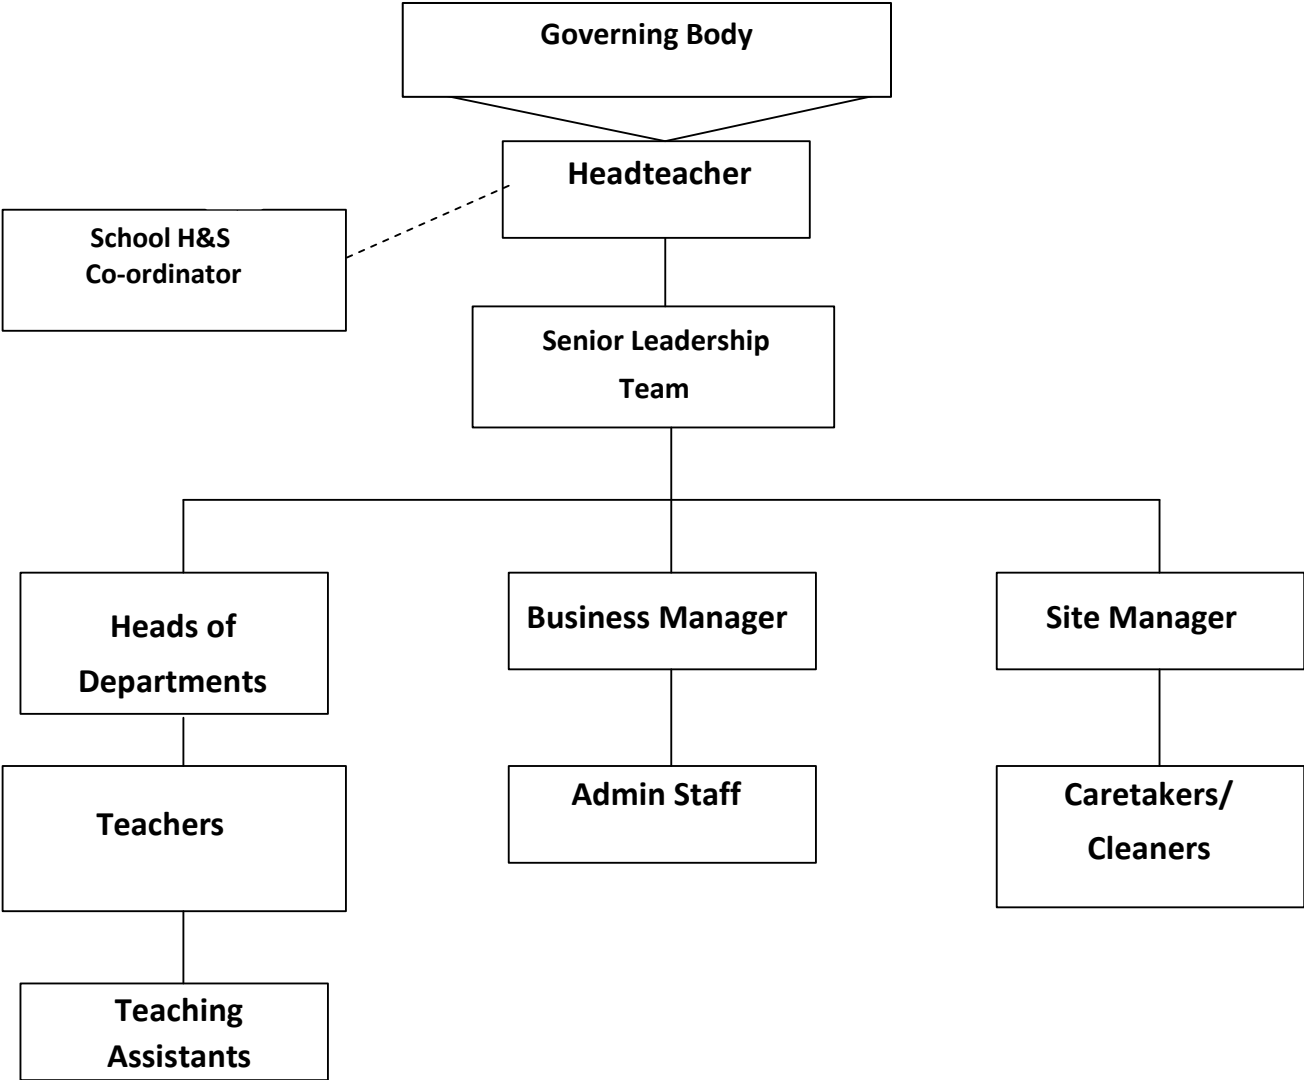 Governing Body
Headteacher
School H&S
Co-ordinator
Senior Leadership
Team
Heads of
Departments
Business Manager
Site Manager
Teachers
Admin Staff
Caretakers/
Cleaners
Teaching
Assistants